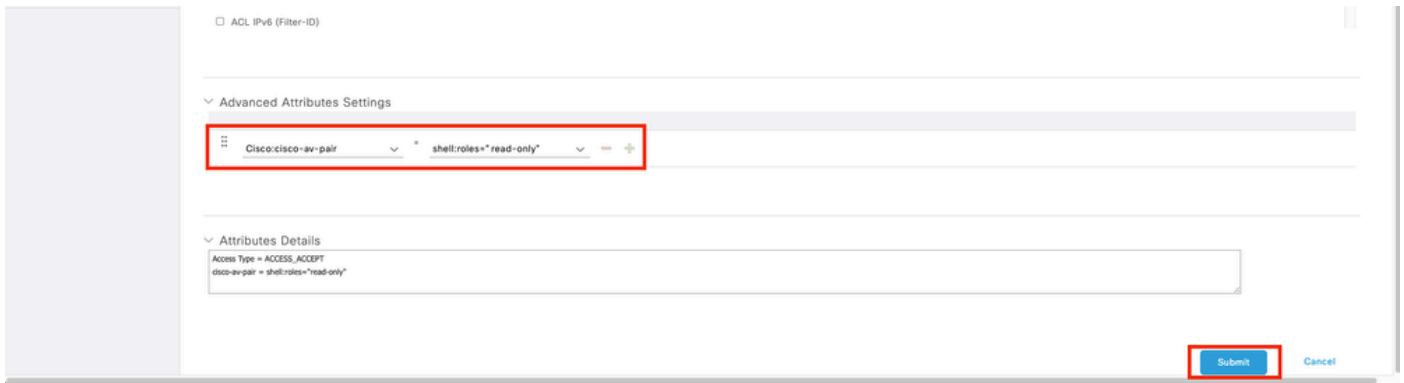 ACL IPv6 (Filter-ID)
Advanced Attributes Settings
Cisco:cisco-av-pair = shell:roles="read-only"
Attributes Details
Access Type = ACCESS_ACCEPT
cisco-av-pair = shell:roles="read-only"
Submit Cancel